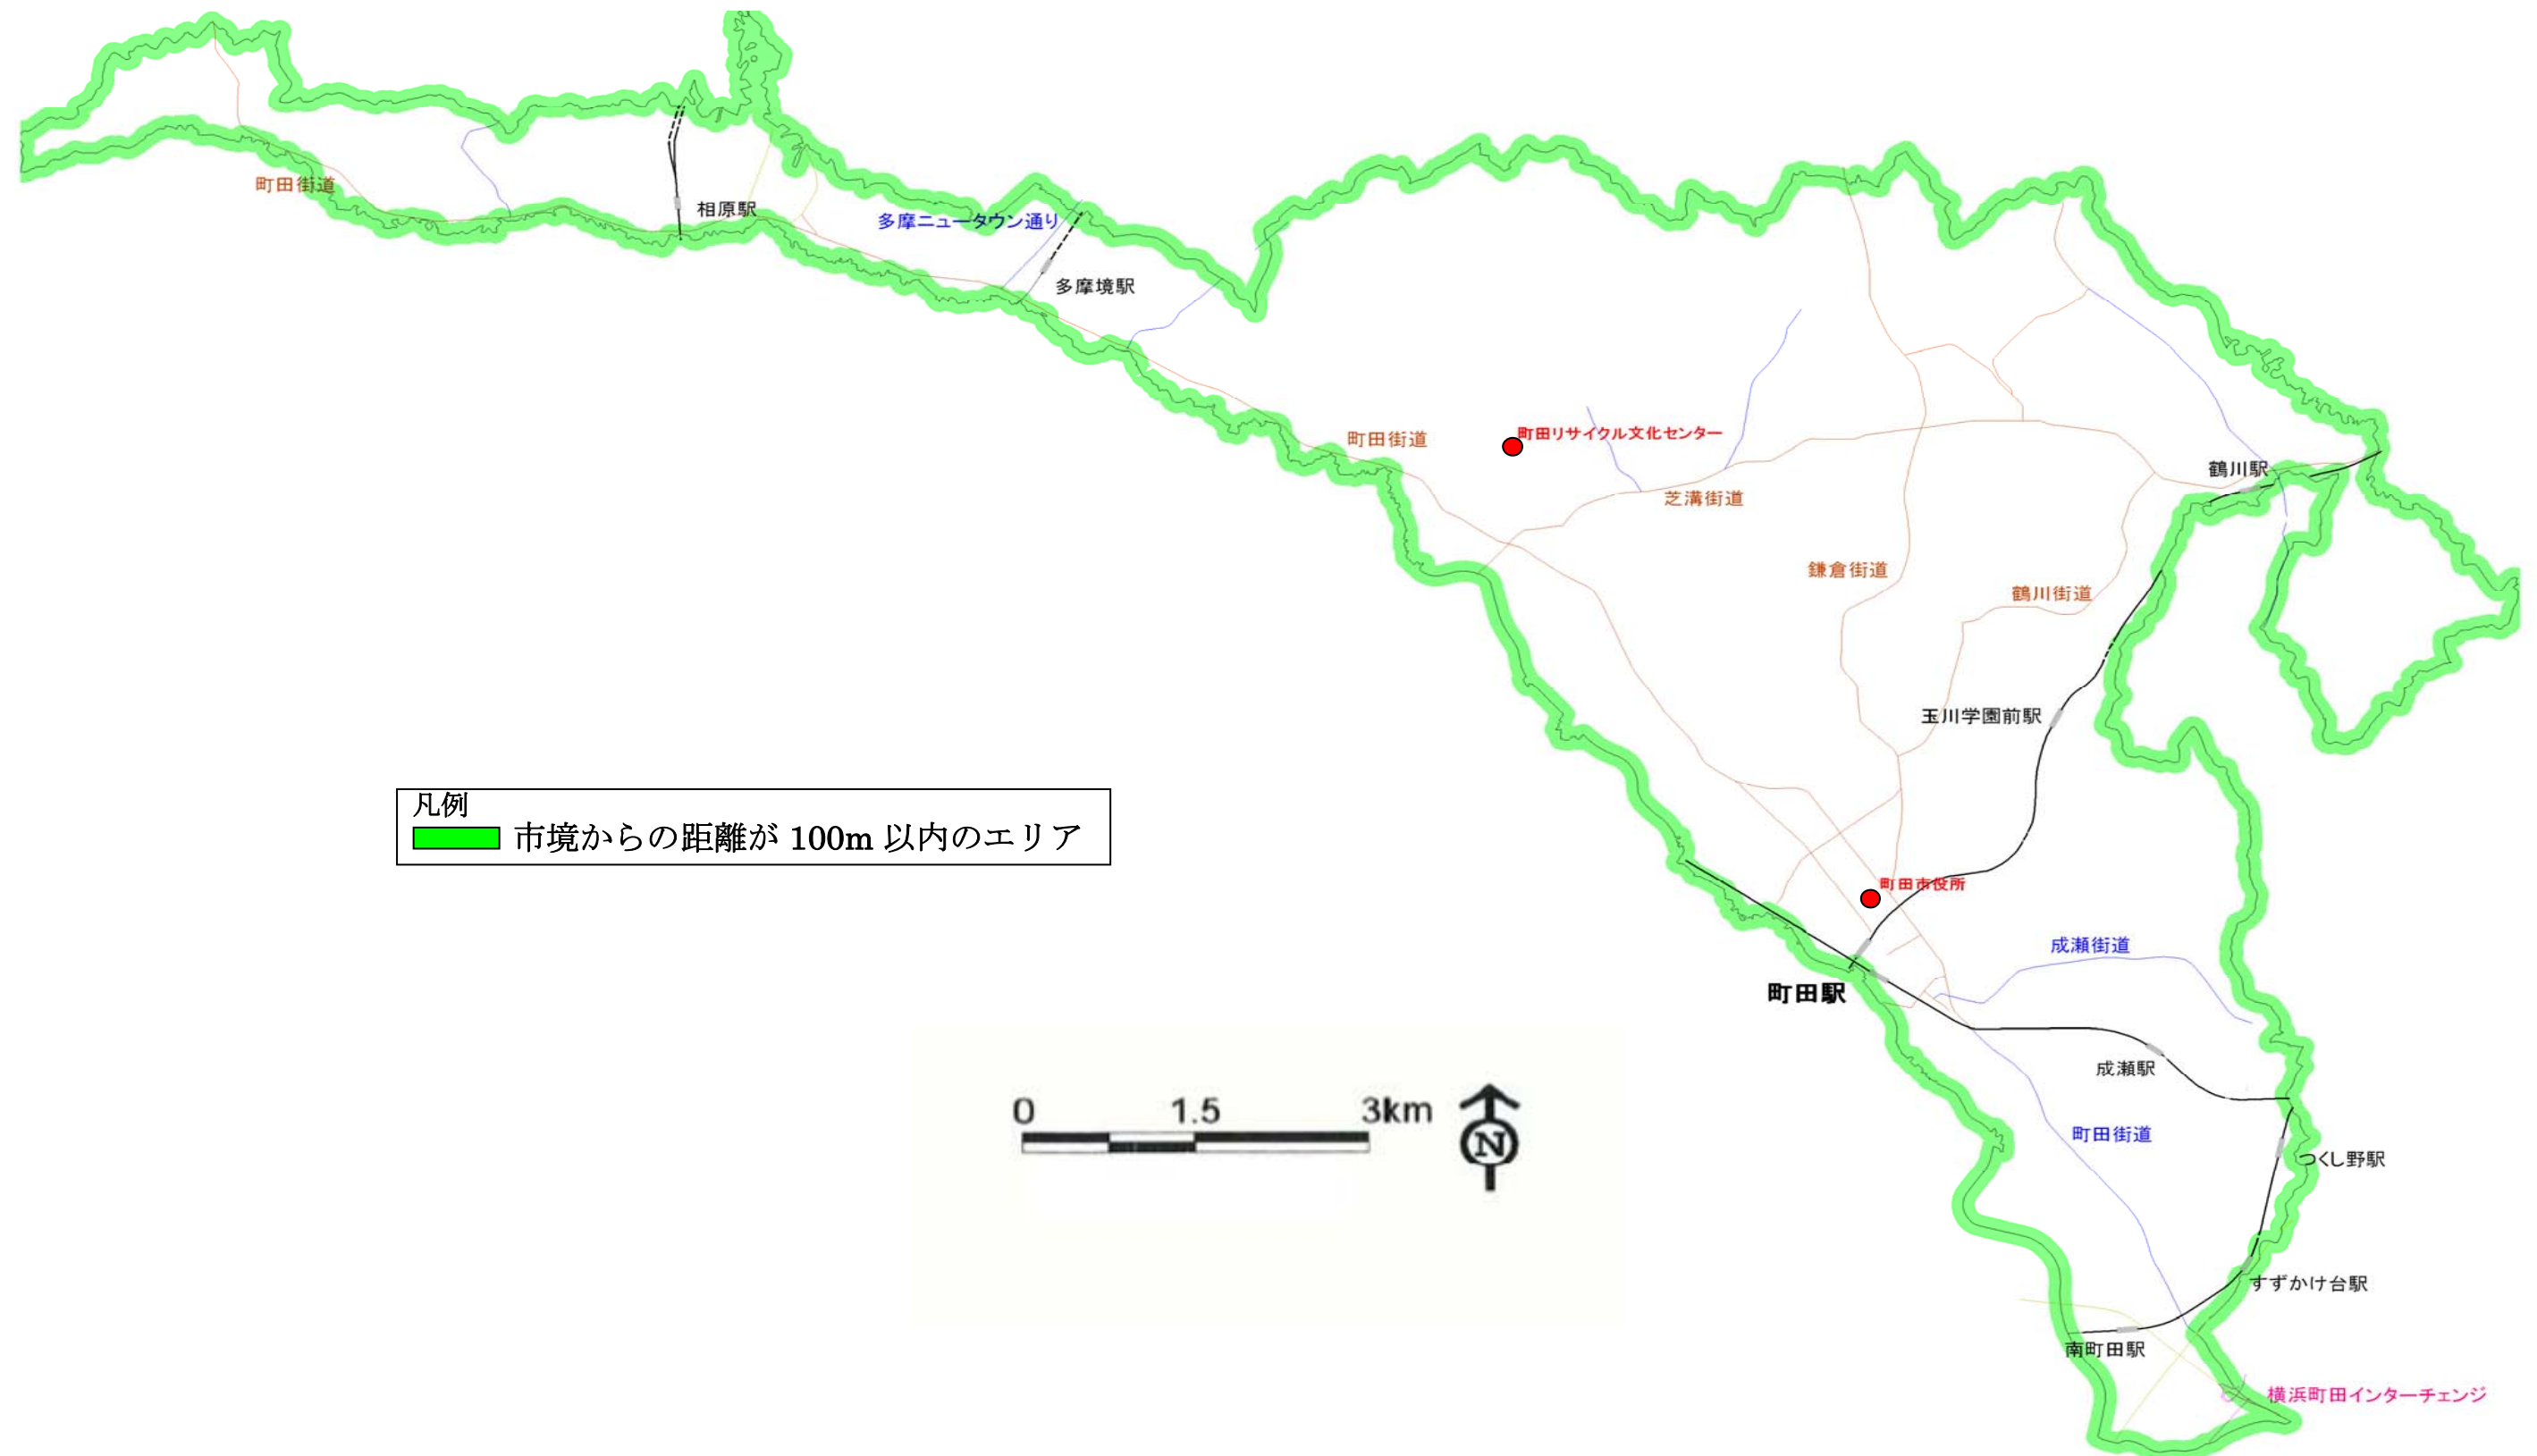 町田街道
相原駅
多摩ニュータウン通り
多摩境駅
町田街道
町田リサイクル文化センター
鶴川駅
芝溝街道
鎌倉街道
鶴川街道
玉川学園前駅
凡例
市境からの距離が 100m 以内のエリア
町田市役所
成瀬街道
町田駅
成瀬駅
0 1.5 3km
N
町田街道
つくし野駅
すずかけ台駅
南町田駅
横浜町田インターチェンジ